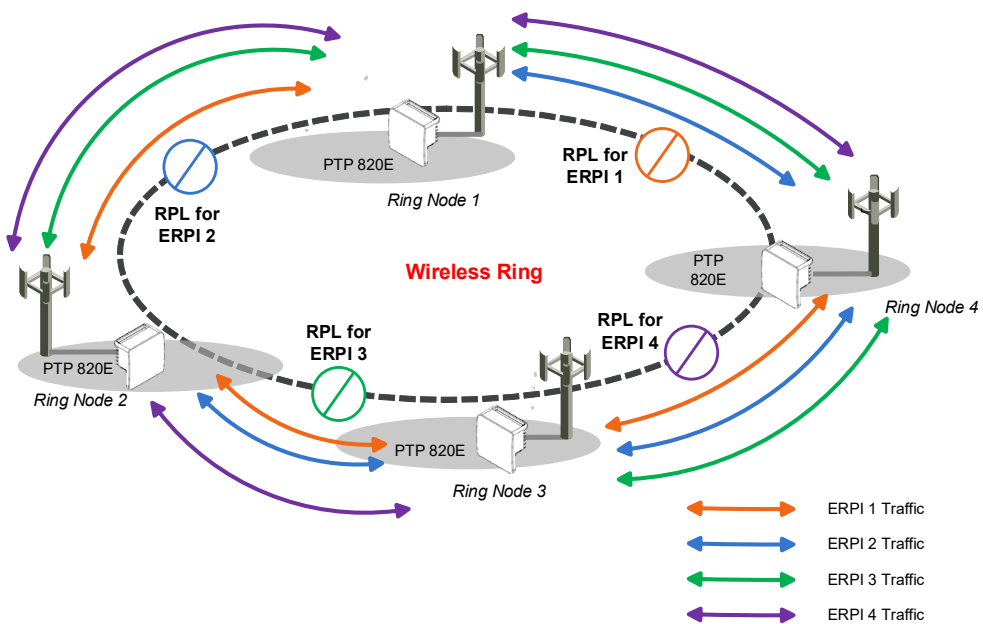 PTP 820E
Ring Node 1
RPL for
ERPI 1
RPL for
ERPI 2
Wireless Ring
PTP
820E
Ring Node 4
RPL for
ERPI 3
RPL for
ERPI 4
PTP 820E
Ring Node 2
PTP 820E
Ring Node 3
ERPI 1 Traffic
ERPI 2 Traffic
ERPI 3 Traffic
ERPI 4 Traffic